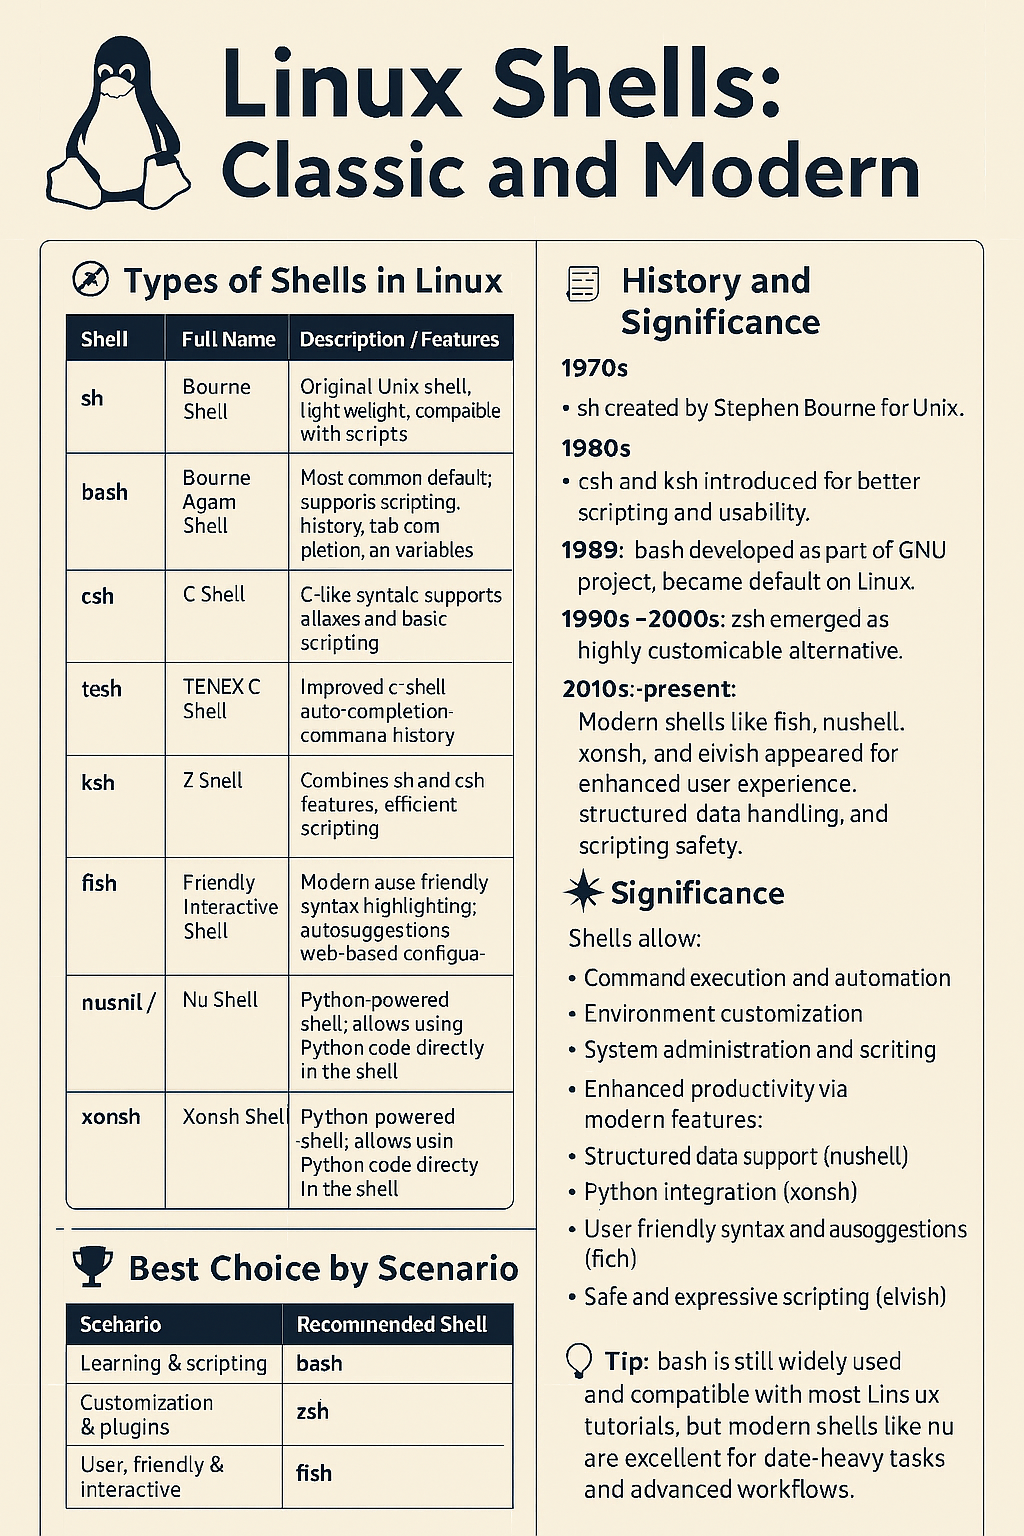 Linux Shells:
Classic and Modern
Types of Shells in Linux
Shell Full Name Description / Features
sh
Bourne
Shell
Original Unix shell,
light welight, compaible
with scripts
bash
Bourne
Agam
Shell
Most common default;
supporis scripting.
history, tab com
pletion, an variables
csh
C Shell
C-like syntalc supports
allaxes and basic
scripting
tesh
TENEX C
Shell
Improved c-shell
auto-completion-
commana history
ksh
Z Snell
Combines sh and csh
features, efficient
scripting
fish
Friendly
Interactive
Shell
Modern ause friendly
syntax highlighting;
autosuggestions
web-based configua-
nusnil /
Nu Shell
Python-powered
shell; allows using
Python code directly
in the shell
xonsh
Xonsh Shell
Python powered
-shell; allows usin
Python code directy
In the shell
Best Choice by Scenario
Scehario Recominended Shell
Learning & scripting bash
Customization
& plugins
zsh
User, friendly &
interactive
fish
History and
Significance
1970s
• sh created by Stephen Bourne for Unix.
1980s
• csh and ksh introduced for better
scripting and usability.
1989: bash developed as part of GNU
project, became default on Linux.
1990s –2000s: zsh emerged as
highly customicable alternative.
2010s:-present:
Modern shells like fish, nushell.
xonsh, and eivish appeared for
enhanced user experience.
structured data handling, and
scripting safety.
Significance
Shells allow:
• Command execution and automation
• Environment customization
• System administration and scriting
• Enhanced productivity via
modern features:
• Structured data support (nushell)
• Python integration (xonsh)
• User friendly syntax and ausoggestions
(fich)
• Safe and expressive scripting (elvish)
Tip: bash is still widely used
and compatible with most Lins ux
tutorials, but modern shells like nu
are excellent for date-heavy tasks
and advanced workflows.